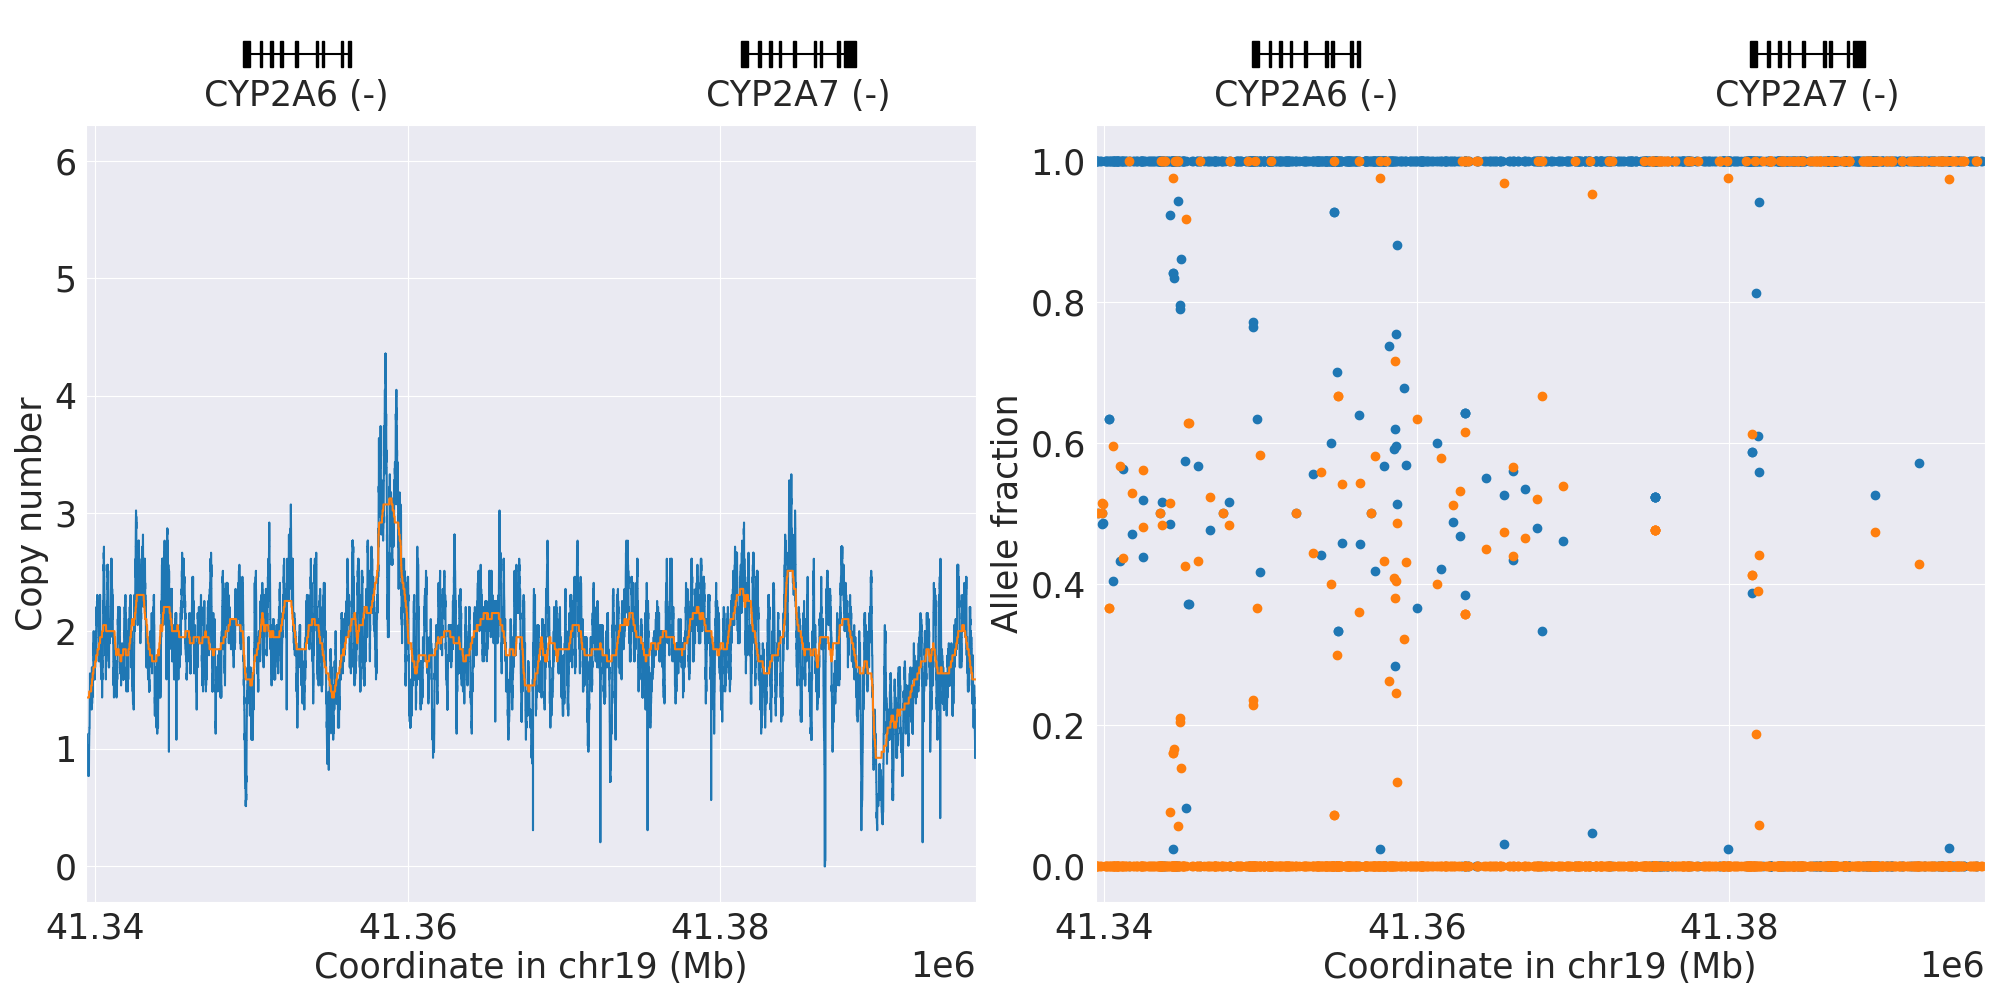 CYP2A6 (-)
CYP2A7 (-)
6
5
4
3
2
1
0
Copy number
41.34
41.36
41.38
Coordinate in chr19 (Mb)
1e6
CYP2A6 (-)
CYP2A7 (-)
1.0
0.8
0.6
0.4
0.2
0.0
Allele fraction
41.34
41.36
41.38
Coordinate in chr19 (Mb)
1e6